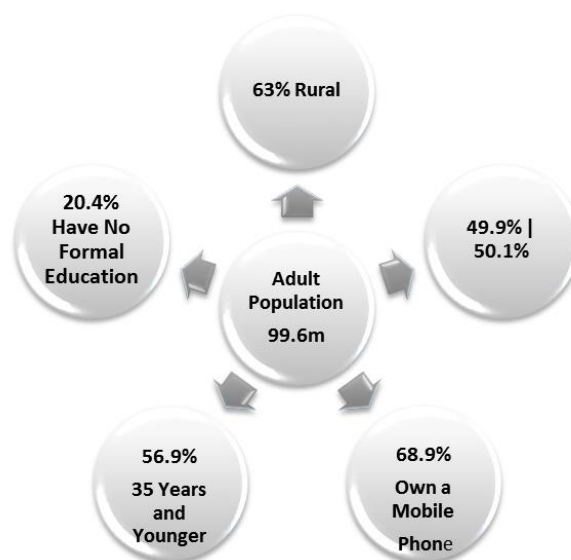 63% Rural
20.4%
Have No
Formal
Education
49.9% |
50.1%
Adult
Population
99.6m
56.9%
35 Years
and
Younger
68.9%
Own a
Mobile
Phone